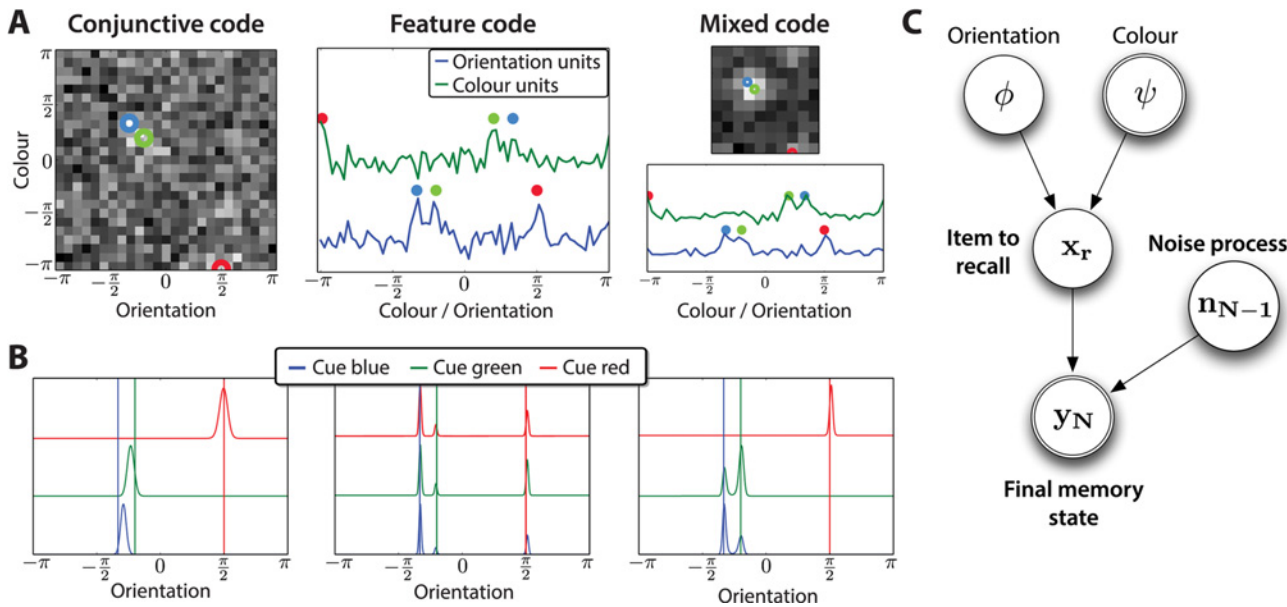 A
Conjunctive code
Feature code
Mixed code
C
Colour
π
π/2
0
−π/2
−π
−π −π/2 0 π/2 π
Orientation
Orientation units
Colour units
−π −π/2 0 π/2 π
Colour / Orientation
−π −π/2 0 π/2 π
Colour / Orientation
B
Cue blue Cue green Cue red
−π −π/2 0 π/2 π
Orientation
−π −π/2 0 π/2 π
Orientation
−π −π/2 0 π/2 π
Orientation
Orientation
Colour
ϕ
ψ
Item to
recall
x_r
Noise process
n_{N−1}
y_N
Final memory
state